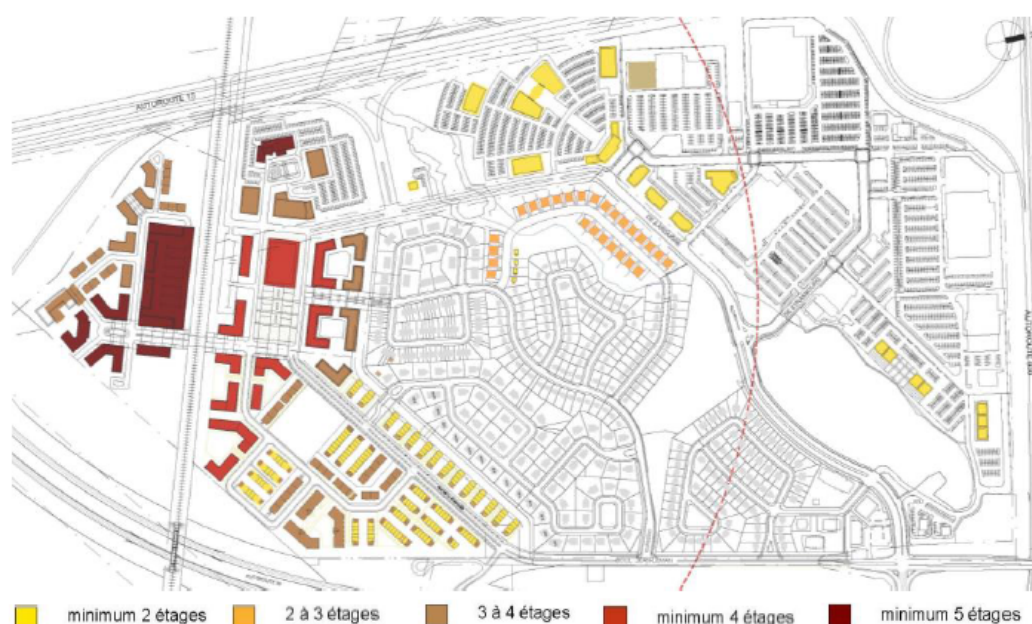 AUTOROUTE 13
minimum 2 étages
2 à 3 étages
3 à 4 étages
minimum 4 étages
minimum 5 étages